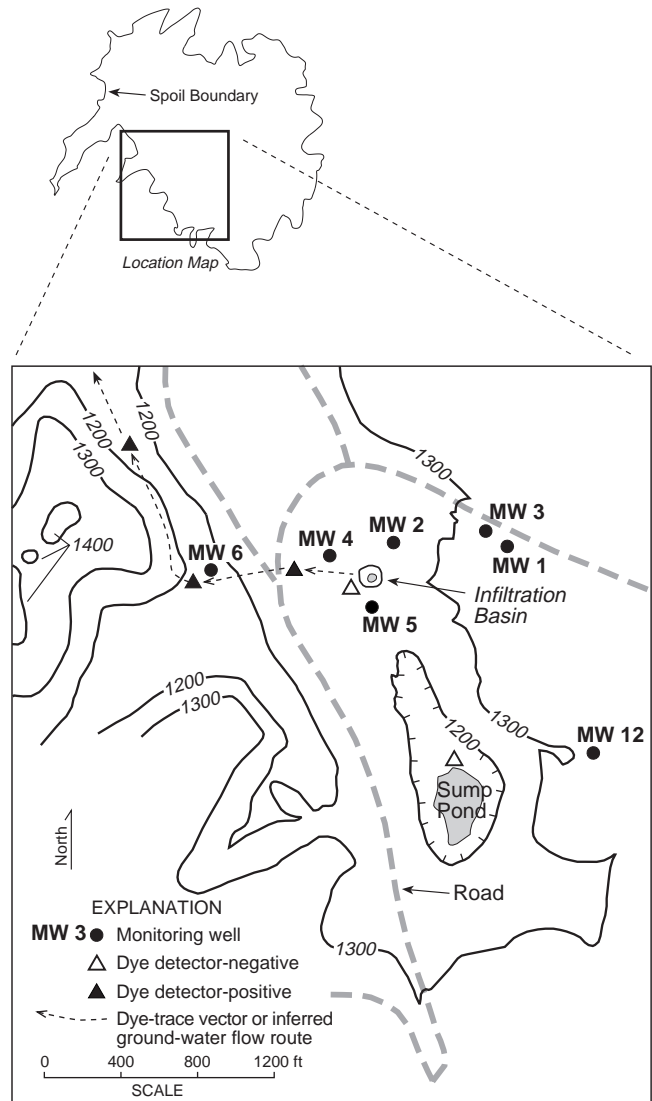 Spoil Boundary
Location Map
1200
1200
1300
1300
1400
MW 3
MW 4
MW 2
MW 1
MW 6
Infiltration
Basin
MW 5
1200
1300
1200
1300
MW 12
Sump
Pond
North
Road
EXPLANATION
MW 3 Monitoring well
Dye detector-negative
1300
Dye detector-positive
Dye-trace vector or inferred
ground-water flow route
0 400 800 1200 ft
SCALE